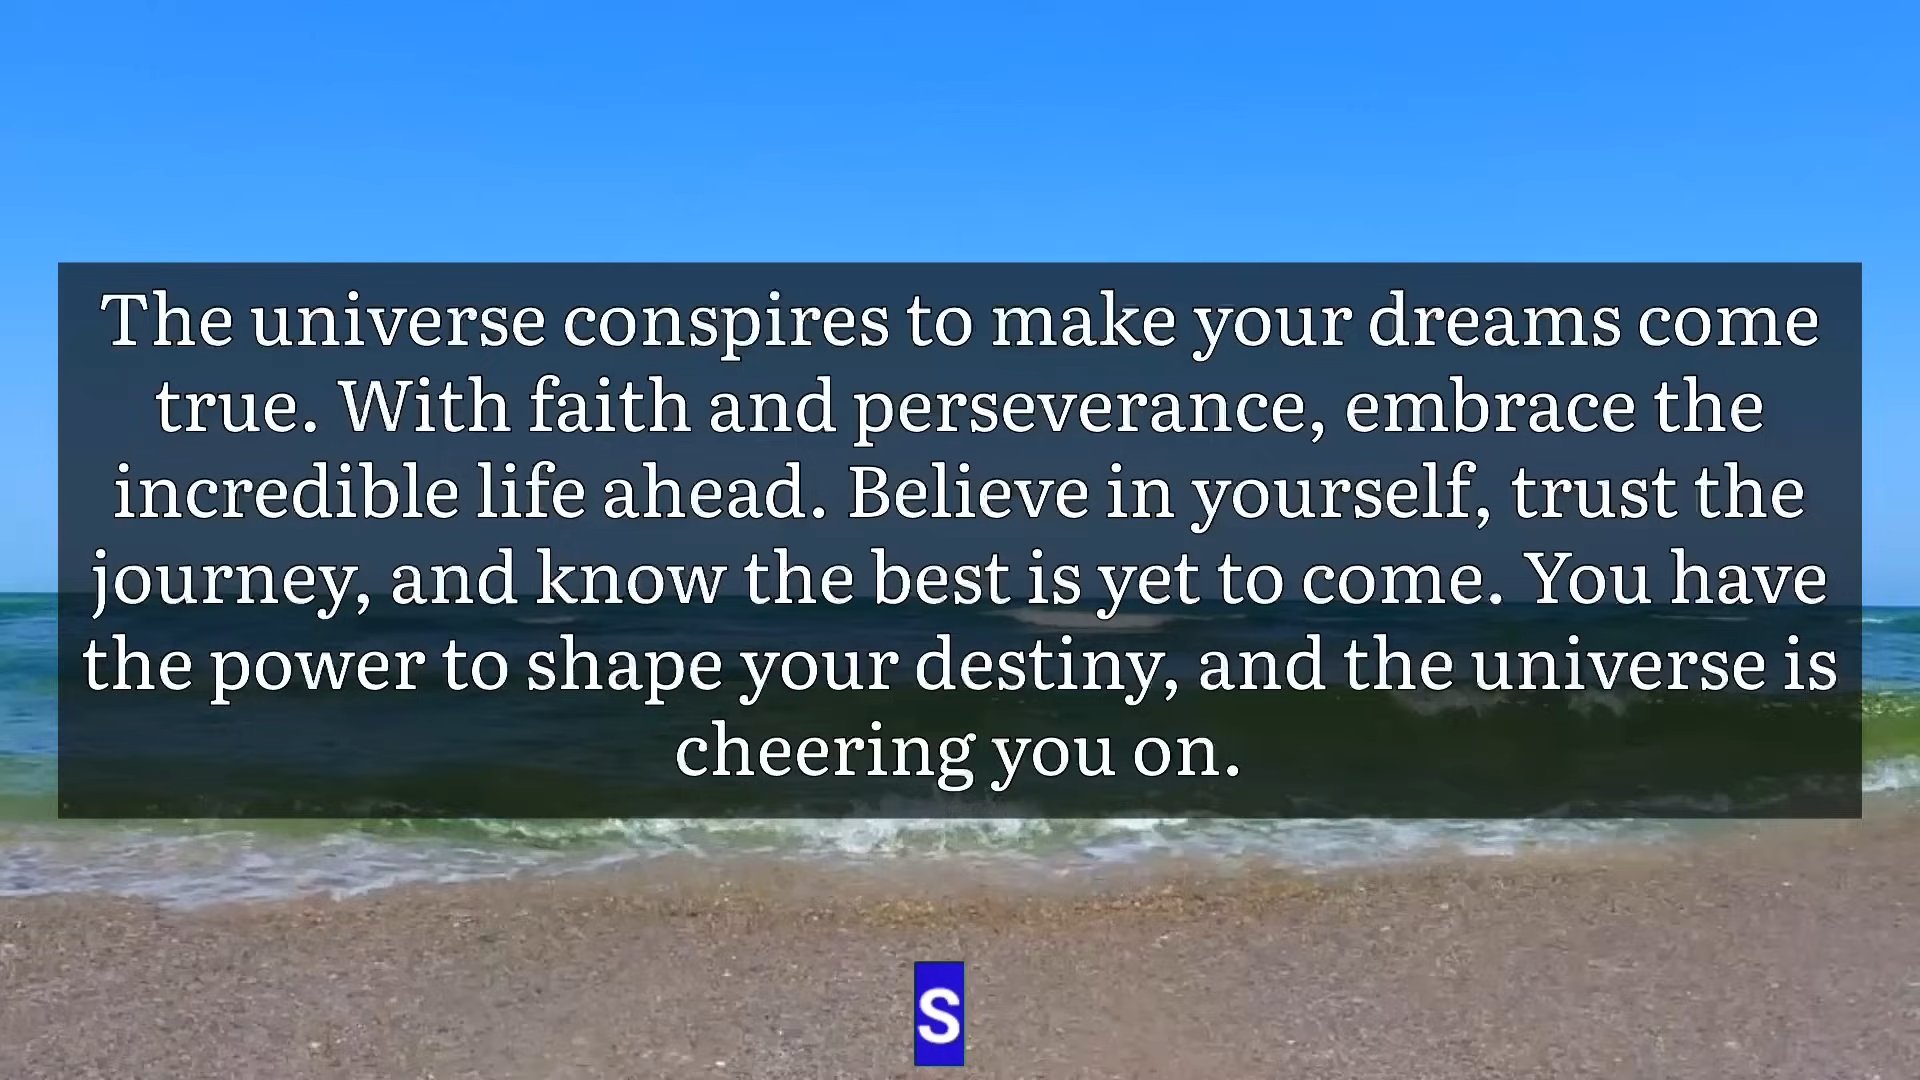 The universe conspires to make your dreams come
true. With faith and perseverance, embrace the
incredible life ahead. Believe in yourself, trust the
journey, and know the best is yet to come. You have
the power to shape your destiny, and the universe is
cheering you on.
S